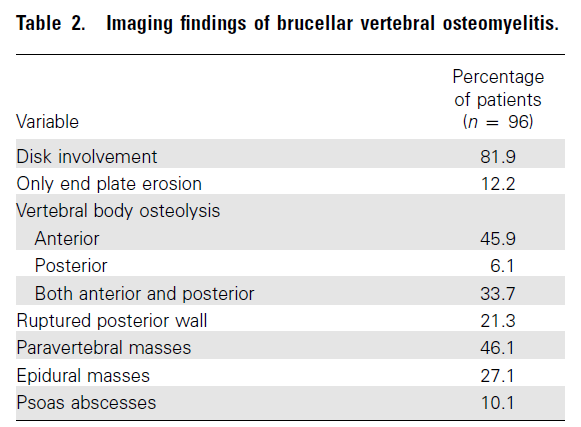 Table 2. Imaging findings of brucellar vertebral osteomyelitis.
Variable Percentage of patients (n = 96)
Disk involvement 81.9
Only end plate erosion 12.2
Vertebral body osteolysis
Anterior 45.9
Posterior 6.1
Both anterior and posterior 33.7
Ruptured posterior wall 21.3
Paravertebral masses 46.1
Epidural masses 27.1
Psoas abscesses 10.1